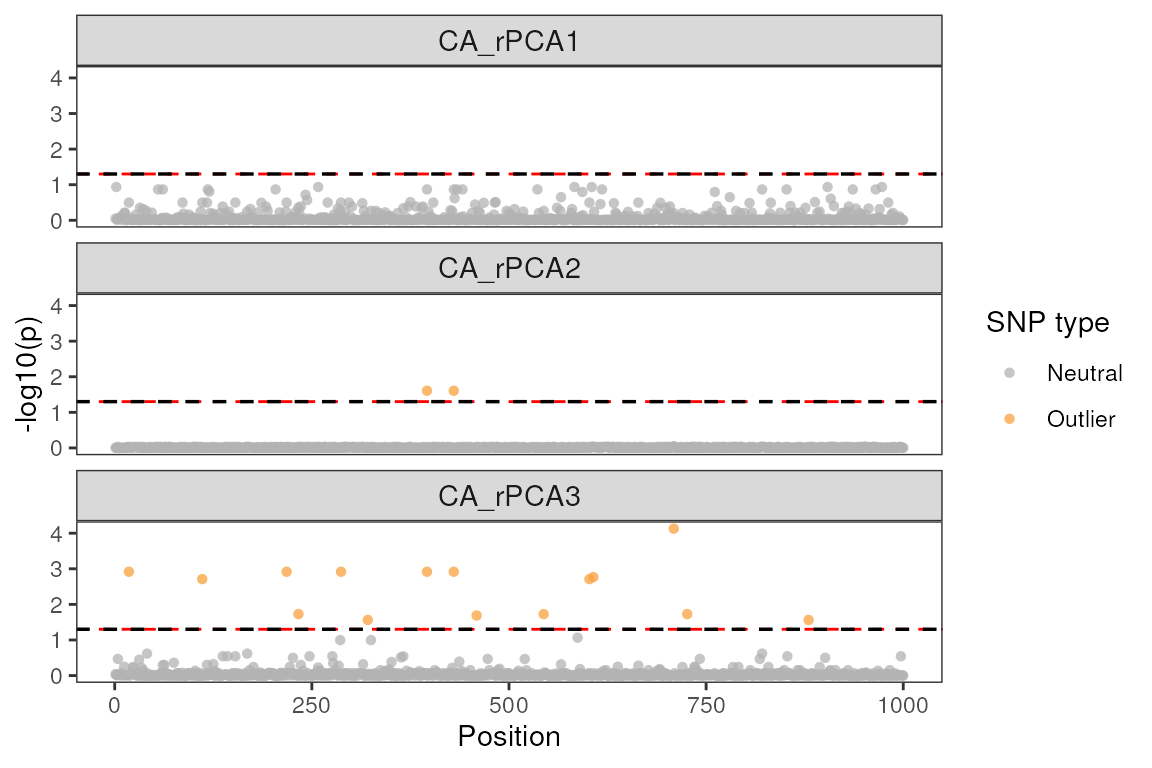 CA_rPCA1
4
3
2
1
0
CA_rPCA2
4
3
2
1
0
CA_rPCA3
4
3
2
1
0
0 250 500 750 1000
Position
-log10(p)
SNP type
Neutral
Outlier